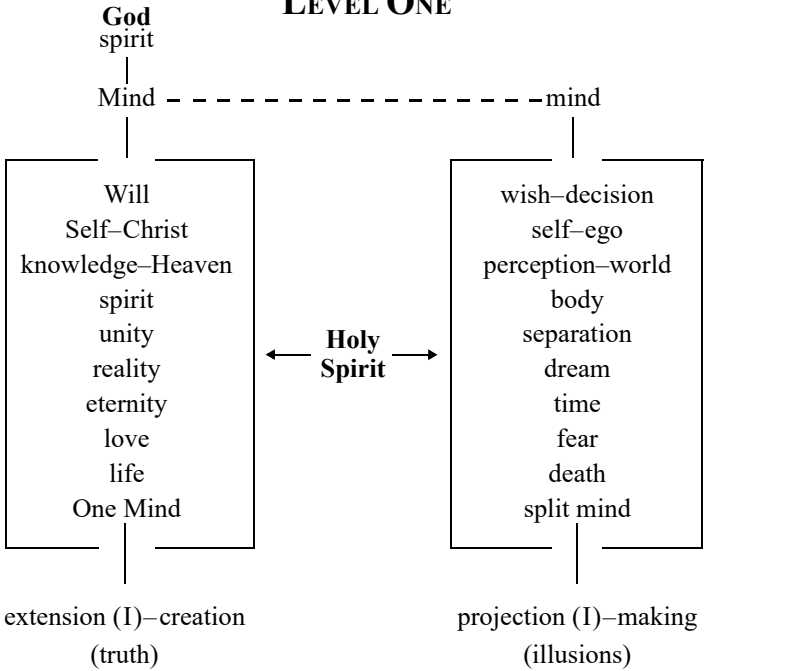 LEVEL ONE
God
spirit
Mind
mind
Will
Self–Christ
knowledge–Heaven
spirit
unity
reality
eternity
love
life
One Mind
Holy
Spirit
wish–decision
self–ego
perception–world
body
separation
dream
time
fear
death
split mind
extension (I)–creation
(truth)
projection (I)–making
(illusions)